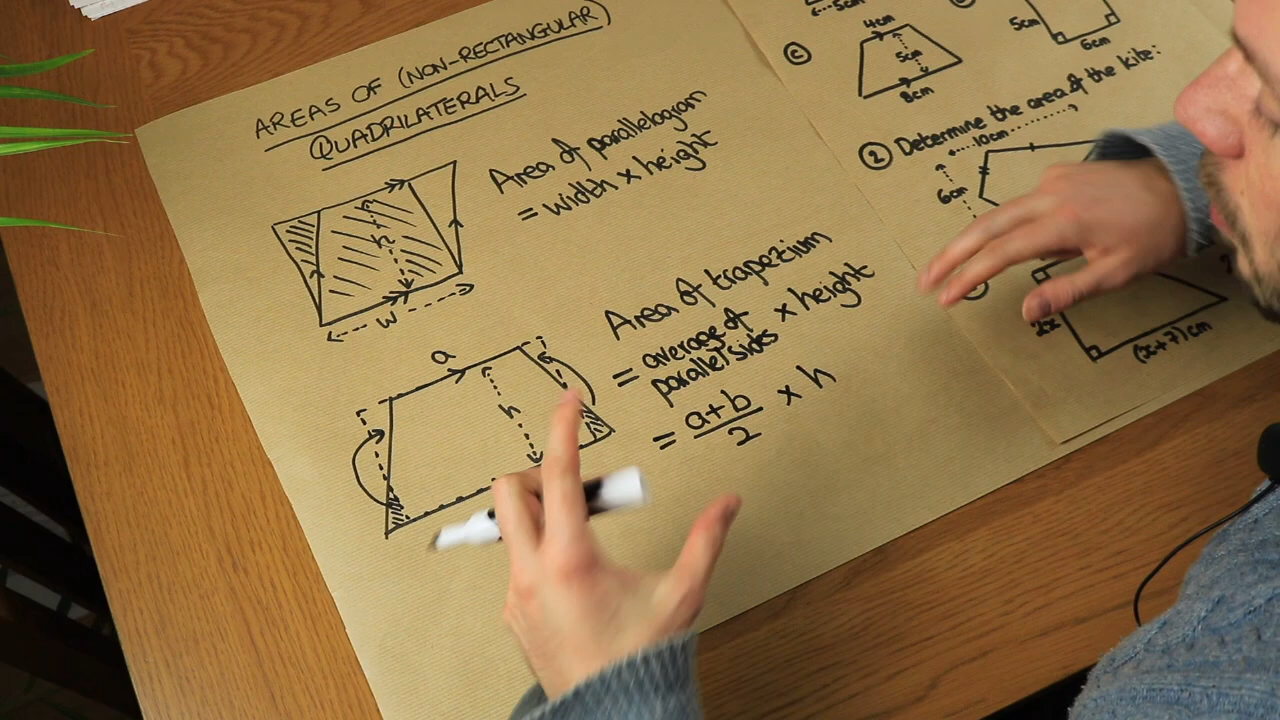 AREAS OF (NON-RECTANGULAR)
QUADRILATERALS
Area of parallelogram
= width x height
h
w
Area of trapezium
= average of
parallel sides x height
= a+b
2
x h
a
h
5cm
c
4cm
5cm
8cm
5cm
6cm
2 Determine the area of the kite:
10cm
6cm
2x
(x+7)cm